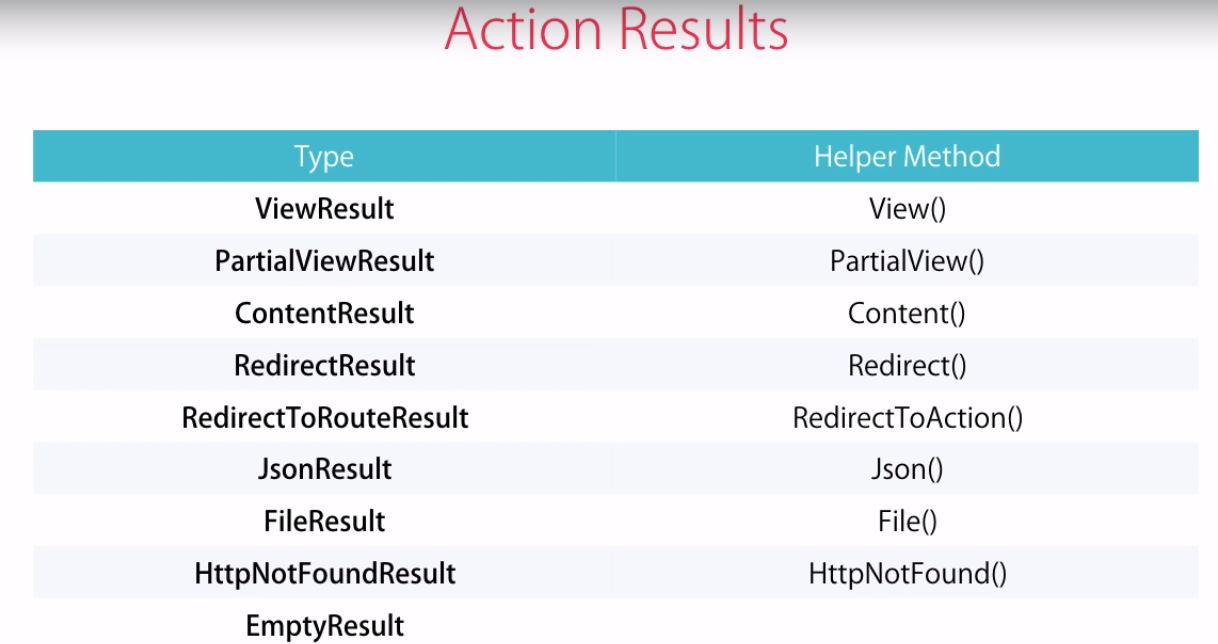 Action Results
Type Helper Method
ViewResult View()
PartialViewResult PartialView()
ContentResult Content()
RedirectResult Redirect()
RedirectToRouteResult RedirectToAction()
JsonResult Json()
FileResult File()
HttpNotFoundResult HttpNotFound()
EmptyResult